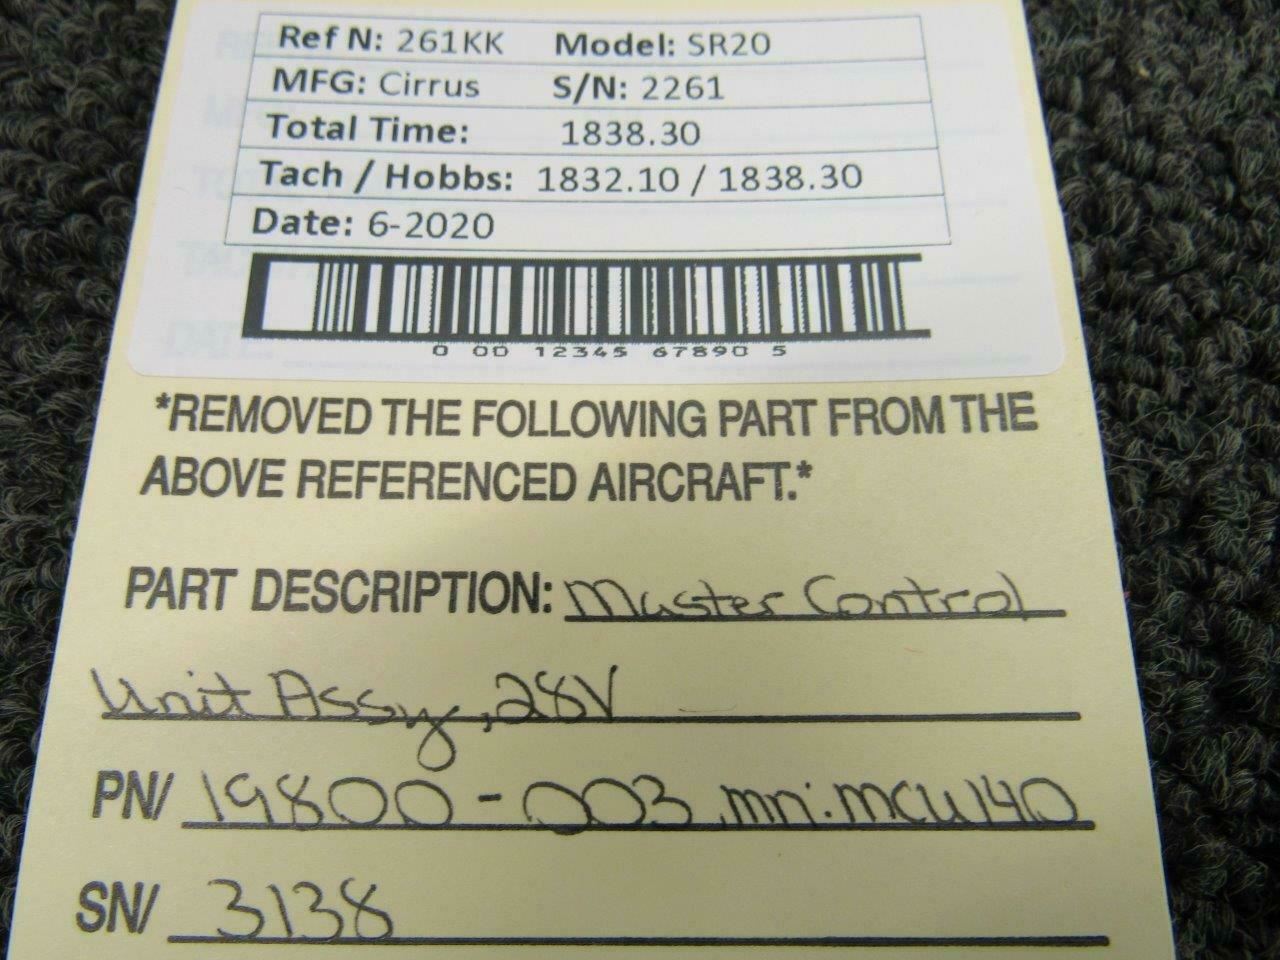 Ref N: 261KK Model: SR20
MFG: Cirrus S/N: 2261
Total Time: 1838.30
Tach / Hobbs: 1832.10 / 1838.30
Date: 6-2020
0 00 12345 67890 5
*REMOVED THE FOLLOWING PART FROM THE
ABOVE REFERENCED AIRCRAFT.*
PART DESCRIPTION: Master Control
Unit Assy, 28V
PN/ 19800-003, mn: MCU140
SN/ 3138